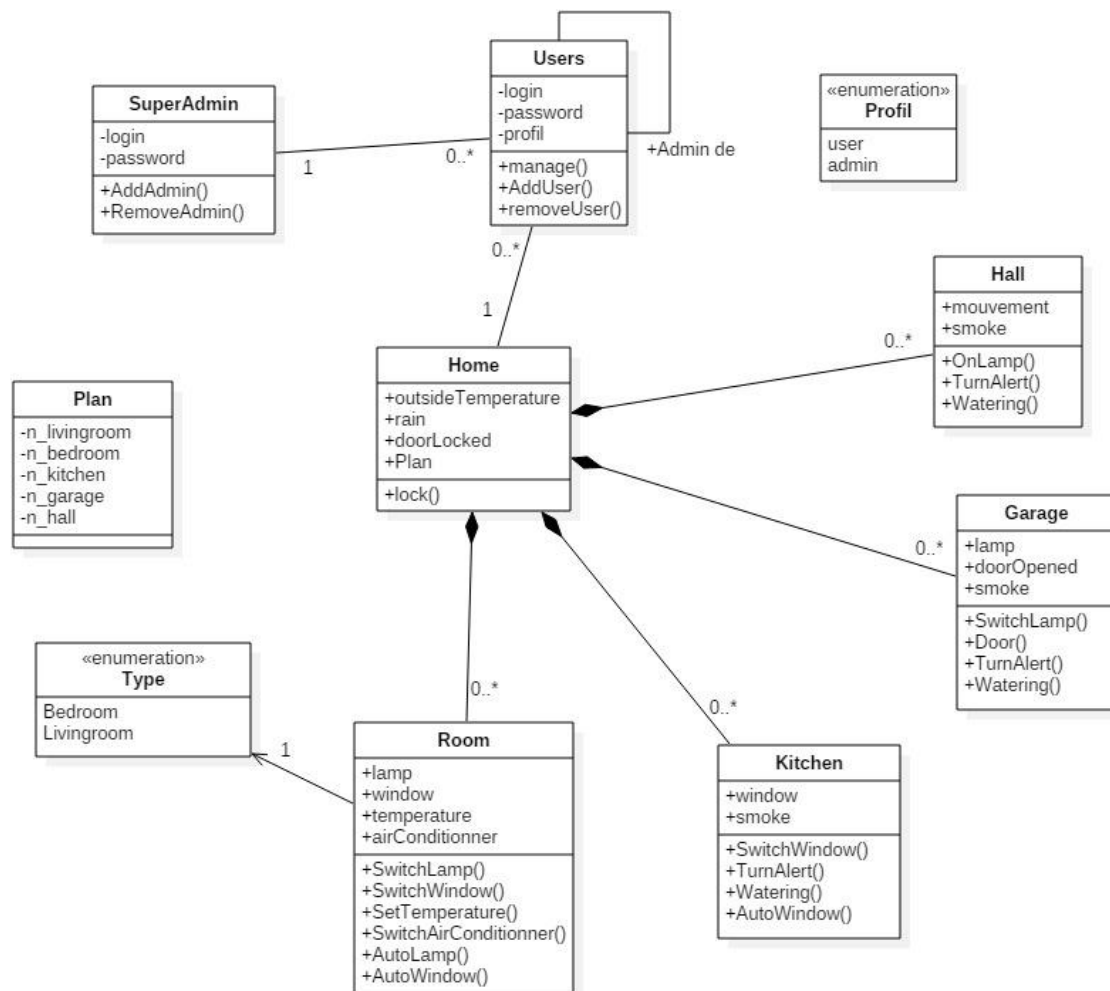 Users
-login
-password
-profil
+manage()
+AddUser()
+removeUser()
+Admin de
SuperAdmin
-login
-password
+AddAdmin()
+RemoveAdmin()
1
0..*
«enumeration»
Profil
user
admin
0..*
1
Hall
+mouvement
+smoke
+OnLamp()
+TurnAlert()
+Watering()
0..*
Home
+outsideTemperature
+rain
+doorLocked
+Plan
+lock()
Plan
-n_livingroom
-n_bedroom
-n_kitchen
-n_garage
-n_hall
Garage
+lamp
+doorOpened
+smoke
+SwitchLamp()
+Door()
+TurnAlert()
+Watering()
0..*
«enumeration»
Type
Bedroom
Livingroom
1
0..*
Room
+lamp
+window
+temperature
+airConditionner
+SwitchLamp()
+SwitchWindow()
+SetTemperature()
+SwitchAirConditionner()
+AutoLamp()
+AutoWindow()
0..*
Kitchen
+window
+smoke
+SwitchWindow()
+TurnAlert()
+Watering()
+AutoWindow()